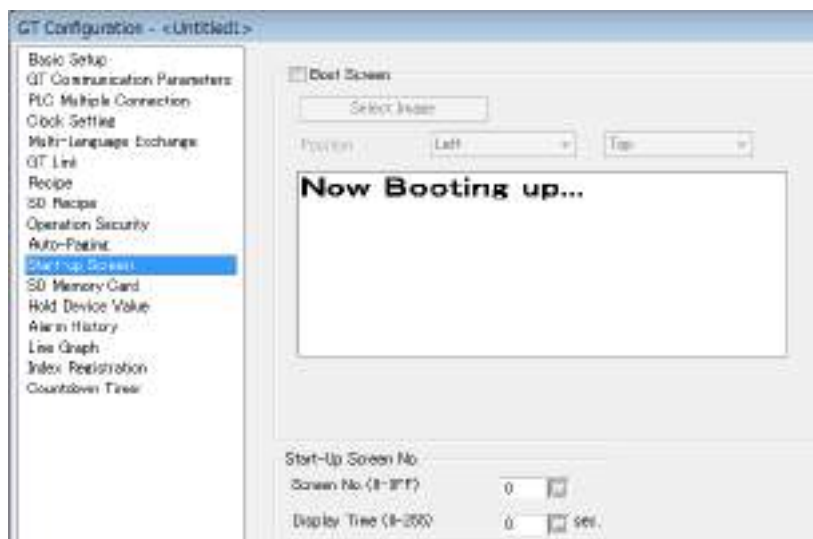 GT Configuration - <Untitled1>
Basic Setup
GT Communication Parameters
PLC Multiple Connection
Clock Setting
Multi-Language Exchange
GT Link
Recipe
SD Recipe
Operation Security
Auto-Paging
Start-up Screen
SD Memory Card
Hold Device Value
Alarm History
Line Graph
Index Registration
Countdown Timer
Boot Screen
Select Image
Position Left Top
Now Booting up...
Start-Up Screen No
Screen No. (0-3FF) 0
Display Time (0-255) 0 sec.